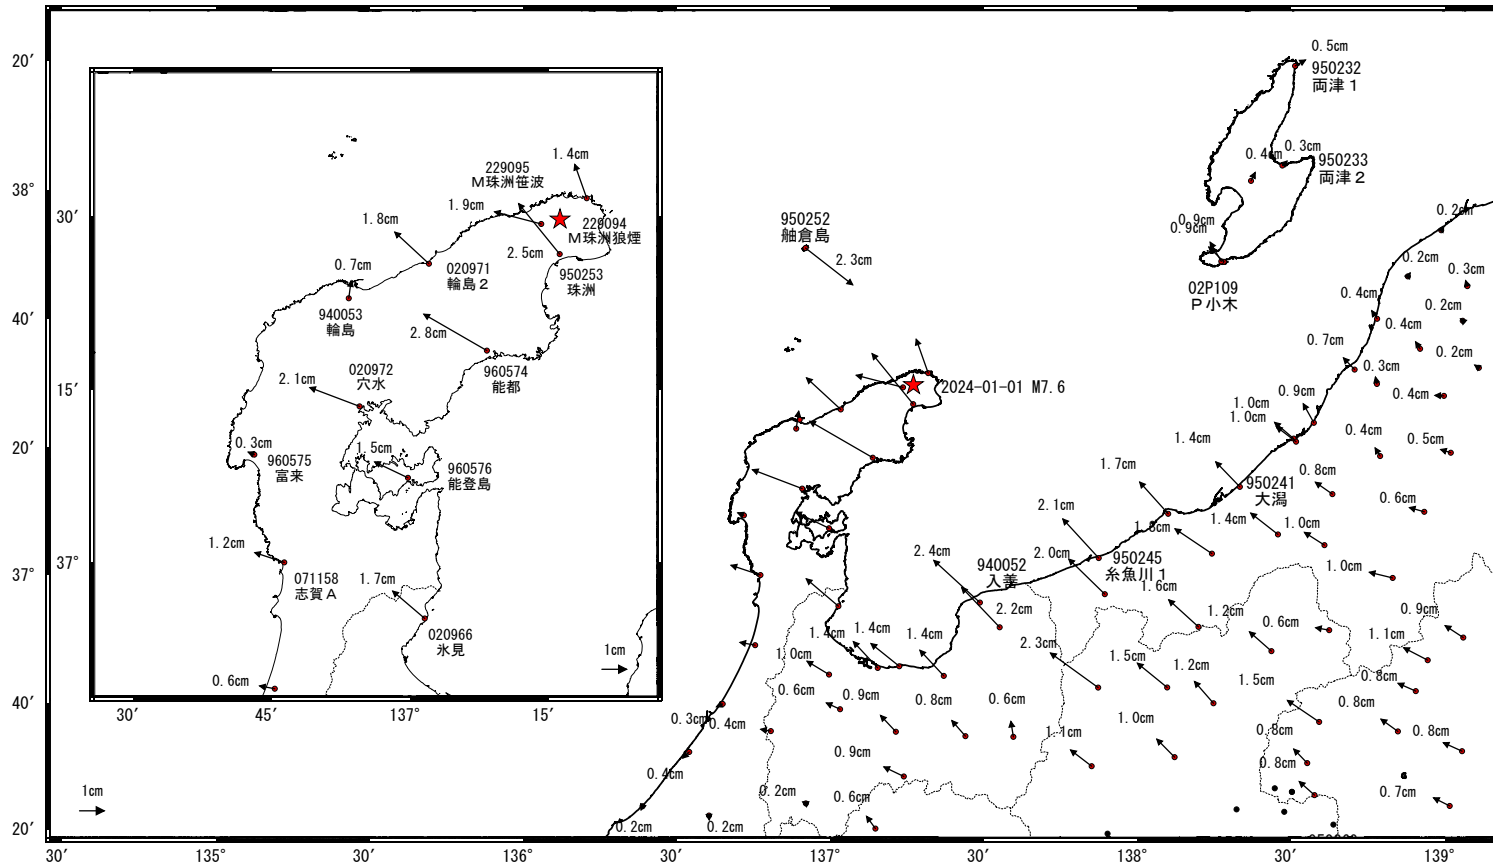 20′
38°
40′
20′
37°
40′
20′
30′
135°
30′
136°
30′
137°
30′
138°
30′
139°
30′
15′
37°
30′
45′
137°
15′
1.4cm
229095
M珠洲笹波
1.9cm
229094
M珠洲狼煙
1.8cm
2.5cm
950253
珠洲
020971
輪島2
0.7cm
940053
輪島
2.8cm
960574
能都
020972
穴水
2.1cm
0.3cm
960575
富来
1.5cm
960576
能登島
1.2cm
071158
志賀A
1.7cm
020966
氷見
0.6cm
1cm
1cm
0.5cm
950232
両津1
0.3cm
0.4cm
950233
両津2
0.9cm
0.9cm
02P109
P小木
950252
舳倉島
2.3cm
2024-01-01 M7.6
0.2cm
0.2cm
0.3cm
0.4cm
0.2cm
0.4cm
0.7cm
0.2cm
0.3cm
0.9cm
0.4cm
1.0cm
1.0cm
1.4cm
0.4cm
0.5cm
1.7cm
0.8cm
950241
大潟
0.6cm
2.1cm
1.8cm
1.4cm
1.0cm
2.4cm
2.0cm
940052
入善
950245
糸魚川1
1.0cm
1.6cm
2.2cm
1.2cm
0.6cm
0.9cm
1.4cm
1.4cm
1.4cm
2.3cm
1.1cm
1.0cm
1.5cm
1.2cm
1.5cm
0.8cm
0.6cm
0.9cm
0.8cm
0.6cm
0.8cm
0.3cm
0.4cm
1.1cm
1.0cm
0.8cm
0.8cm
0.9cm
0.8cm
0.4cm
0.2cm
0.6cm
0.7cm
0.2cm
0.2cm